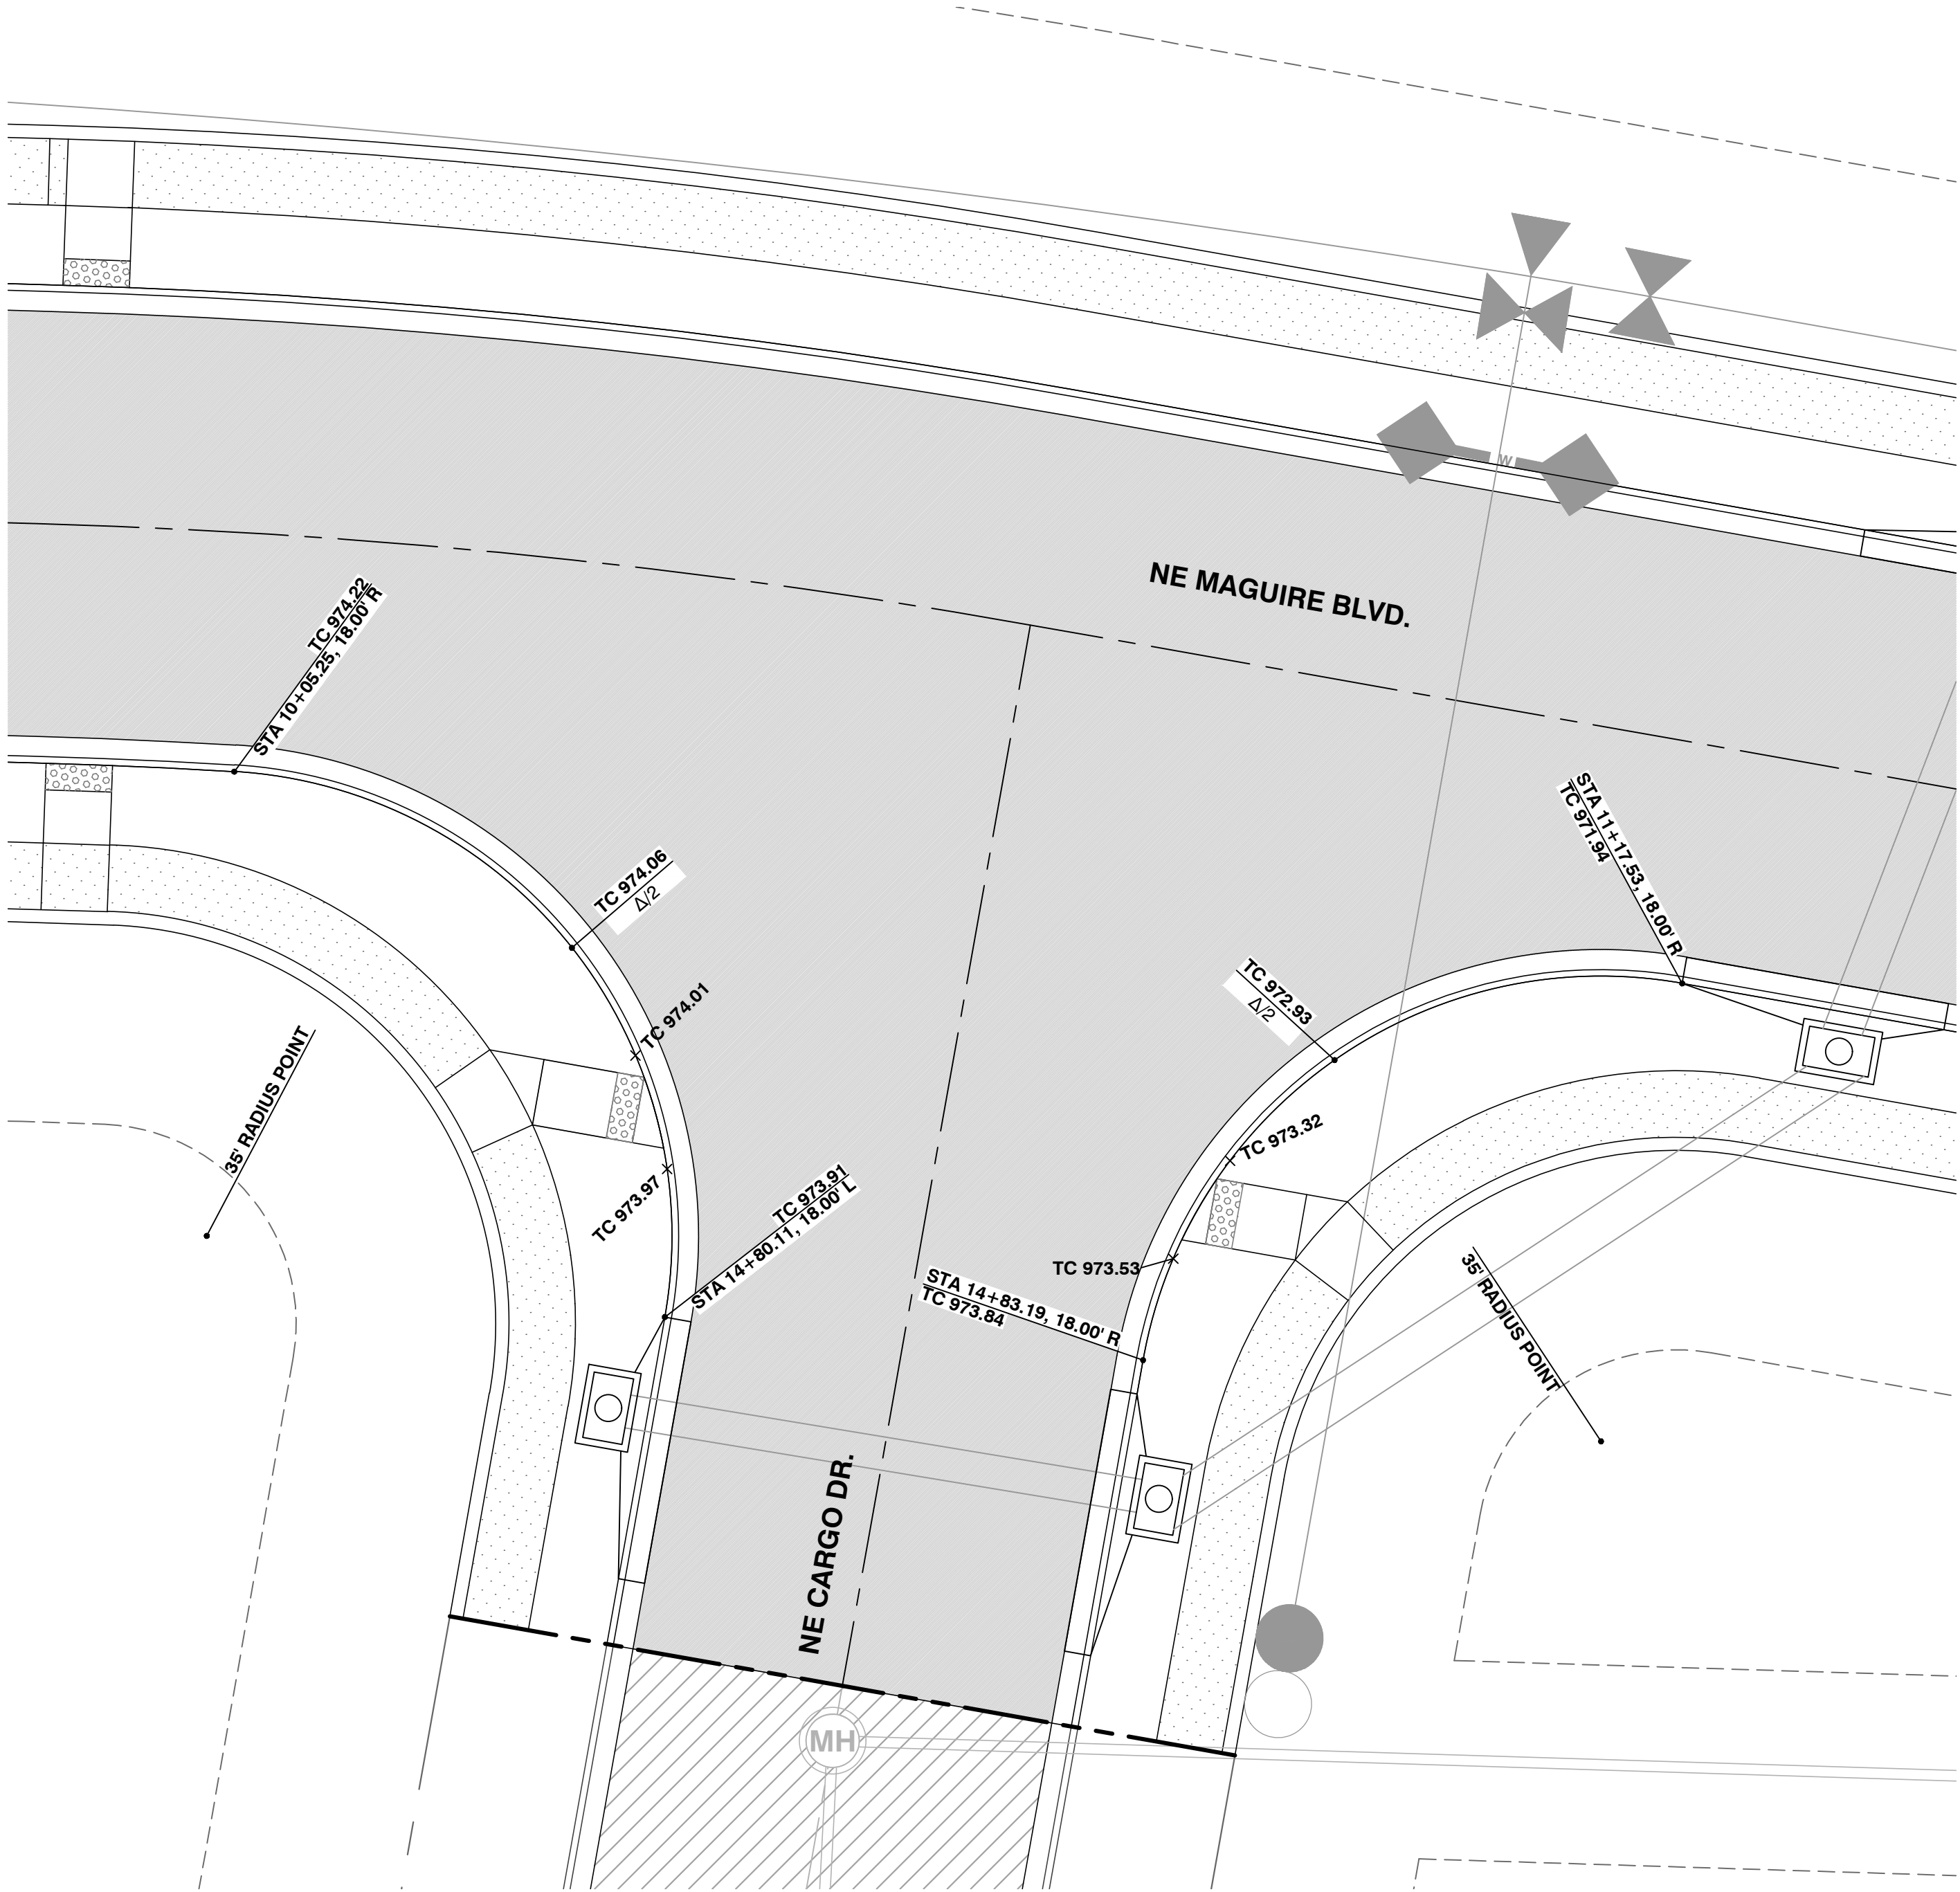 W
NE MAGUIRE BLVD.
TC 974.22
STA 10+05.25, 18.00' R
STA 11+17.53, 18.00' R
TC 971.94
TC 974.06
Δ/2
TC 972.93
Δ/2
TC 974.01
35' RADIUS POINT
TC 973.32
TC 973.97
TC 973.91
STA 14+80.11, 18.00' L
TC 973.53
STA 14+83.19, 18.00' R
TC 973.84
35' RADIUS POINT
NE CARGO DR.
MH